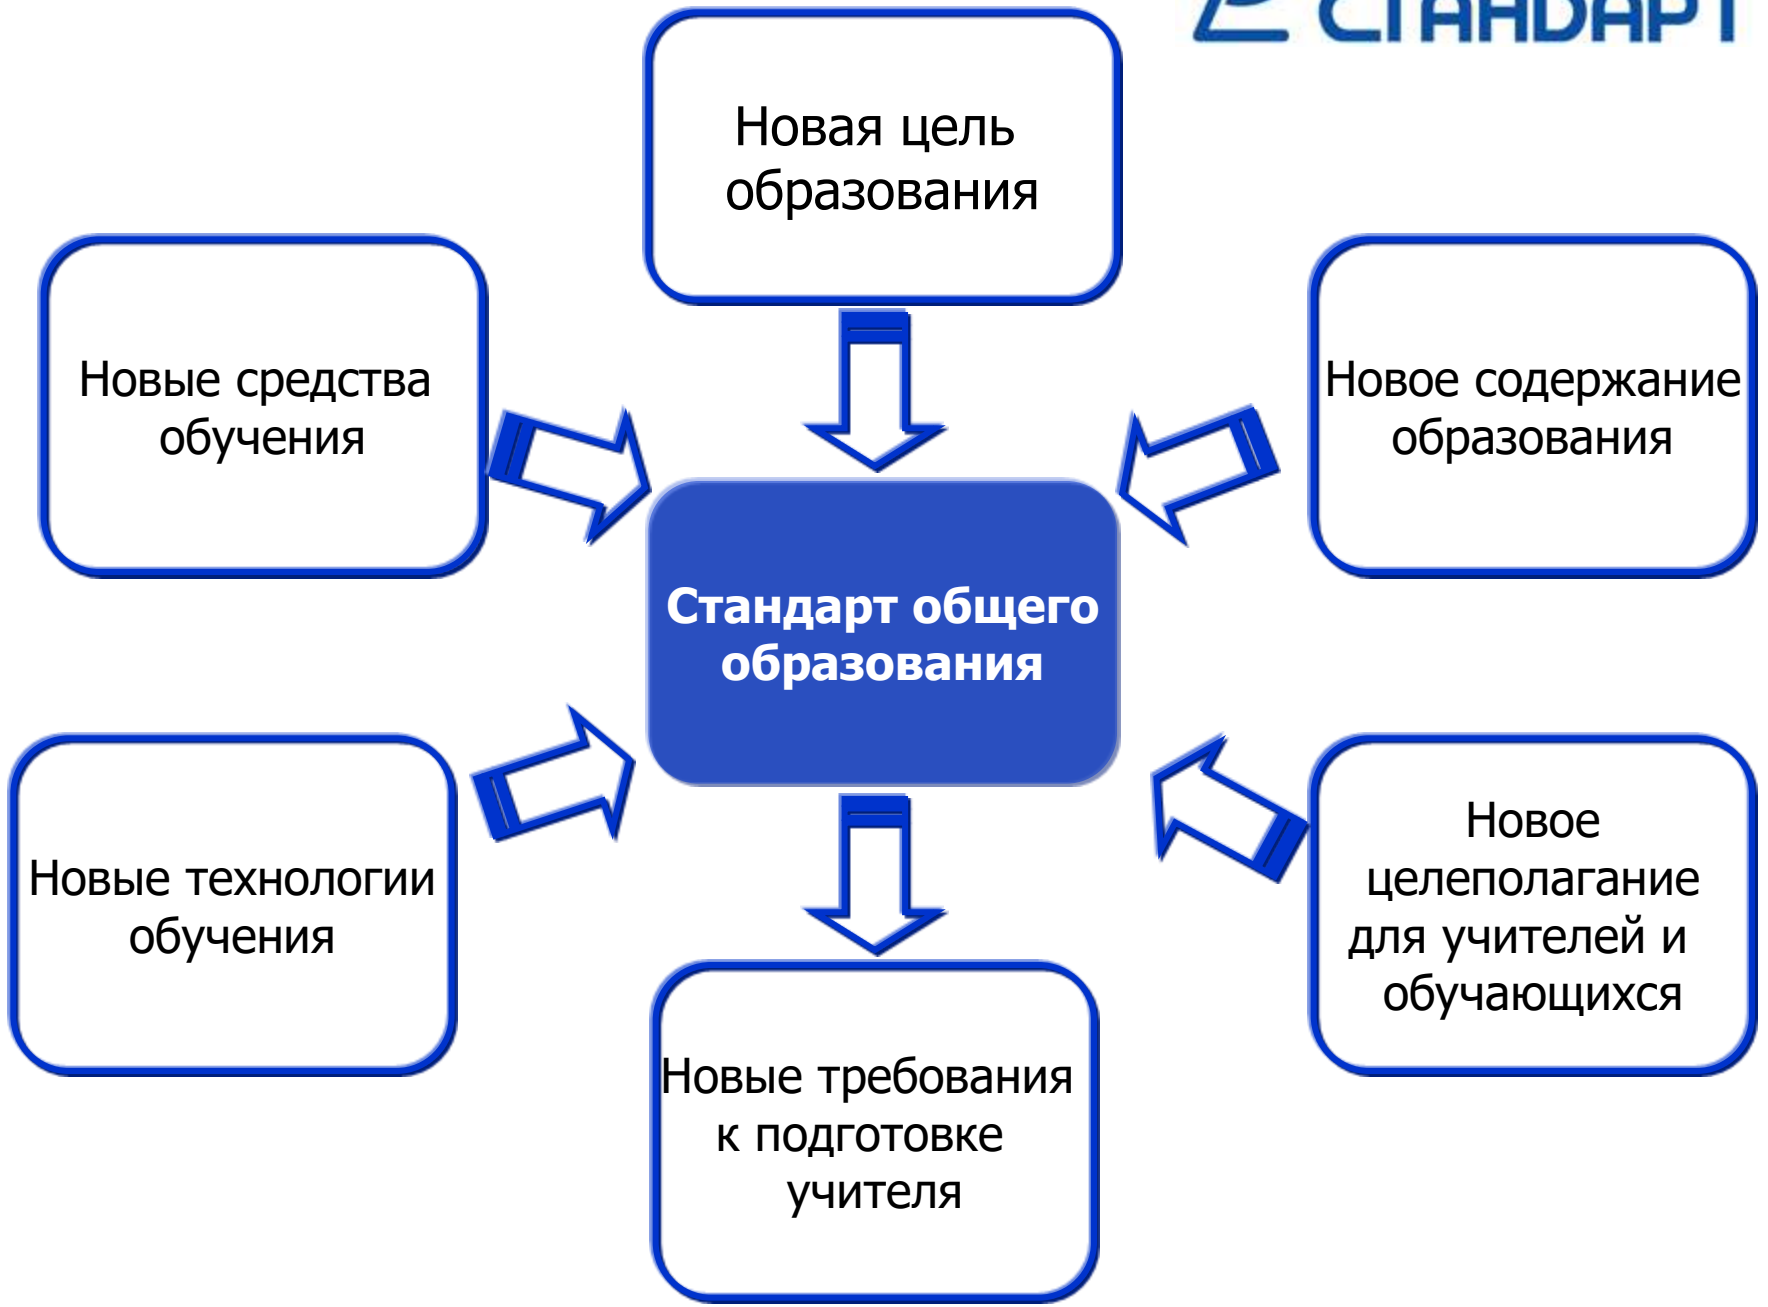 СТАНДАРТ
Новая цель
образования
Новые средства
обучения
Новое содержание
образования
Стандарт общего
образования
Новые технологии
обучения
Новое
целеполагание
для учителей и
обучающихся
Новые требования
к подготовке
учителя